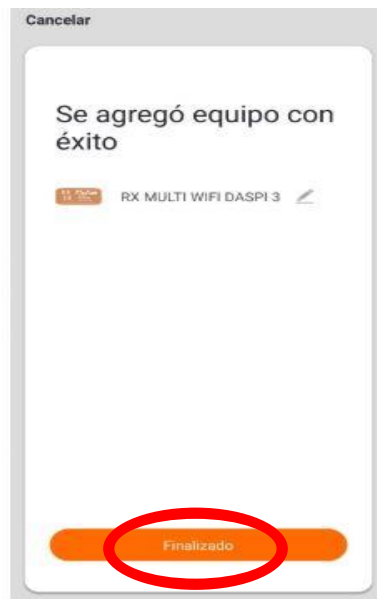 Cancelar
Se agregó equipo con
éxito
RX MULTI WIFI DASPI 3
Finalizado